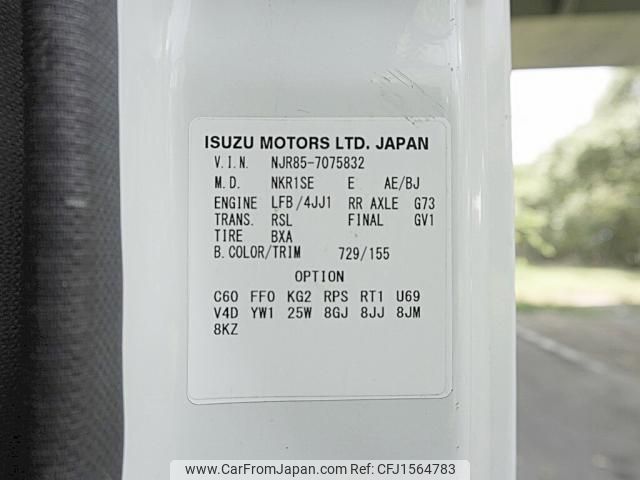 ISUZU MOTORS LTD. JAPAN
V.I.N. NJR85-7075832
M.D. NKR1SE E AE/BJ
ENGINE LFB/4JJ1 RR AXLE G73
TRANS. RSL FINAL GV1
TIRE BXA
B.COLOR/TRIM 729/155
OPTION
C60 FF0 KG2 RPS RT1 U69
V4D YW1 25W 8GJ 8JJ 8JM
8KZ
www.CarFromJapan.com CFJ1564783